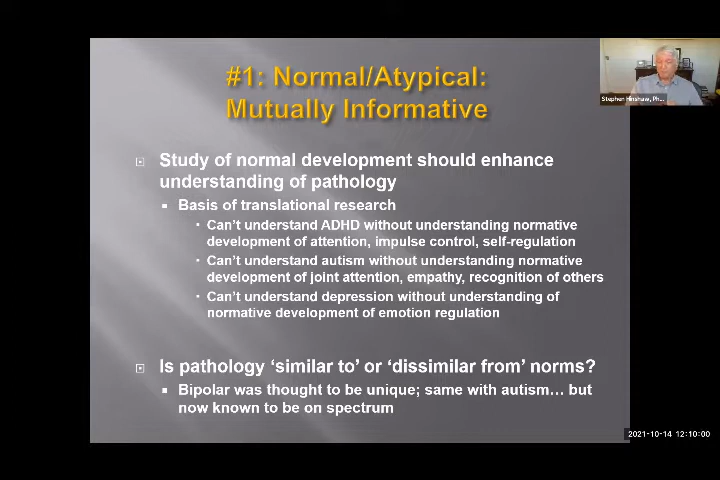 #1: Normal/Atypical:
Mutually Informative
Stephen Hinshaw, Ph...
Study of normal development should enhance
understanding of pathology
Basis of translational research
Can't understand ADHD without understanding normative
development of attention, impulse control, self-regulation
Can't understand autism without understanding normative
development of joint attention, empathy, recognition of others
Can't understand depression without understanding of
normative development of emotion regulation
Is pathology ‘similar to’ or ‘dissimilar from’ norms?
Bipolar was thought to be unique; same with autism… but
now known to be on spectrum
2021-10-14 12:10:00